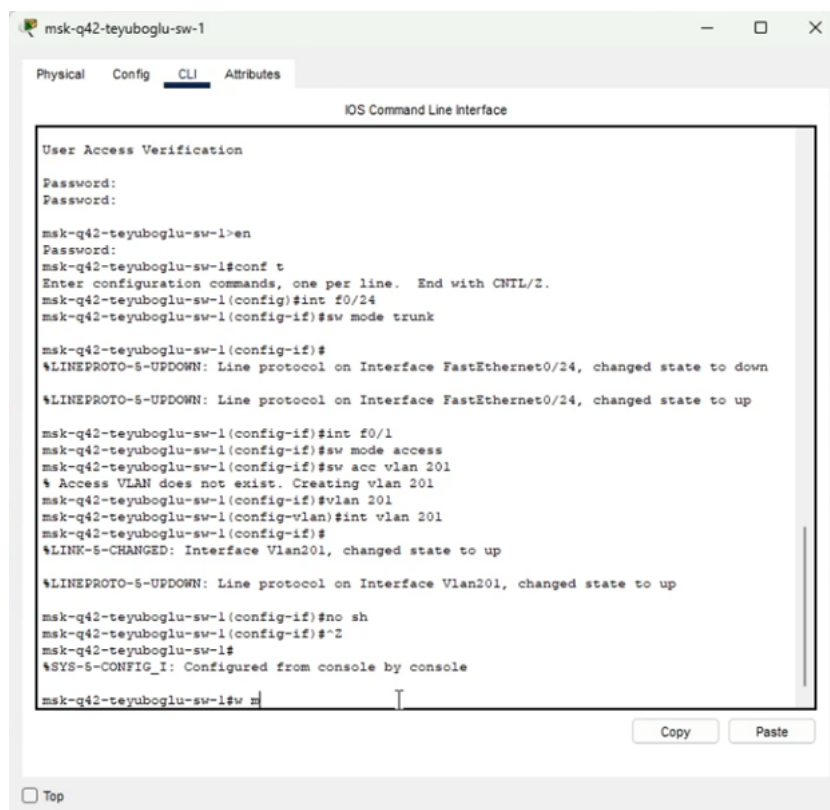 msk-q42-teyuboglu-sw-1
Physical Config CLI Attributes
IOS Command Line Interface
User Access Verification
Password:
Password:
msk-q42-teyuboglu-sw-1>en
Password:
msk-q42-teyuboglu-sw-1#conf t
Enter configuration commands, one per line. End with CNTL/Z.
msk-q42-teyuboglu-sw-1(config)#int f0/24
msk-q42-teyuboglu-sw-1(config-if)#sw mode trunk
msk-q42-teyuboglu-sw-1(config-if)#
%LINEPROTO-5-UPDOWN: Line protocol on Interface FastEthernet0/24, changed state to down
%LINEPROTO-5-UPDOWN: Line protocol on Interface FastEthernet0/24, changed state to up
msk-q42-teyuboglu-sw-1(config-if)#int f0/1
msk-q42-teyuboglu-sw-1(config-if)#sw mode access
msk-q42-teyuboglu-sw-1(config-if)#sw acc vlan 201
% Access VLAN does not exist. Creating vlan 201
msk-q42-teyuboglu-sw-1(config-if)#vlan 201
msk-q42-teyuboglu-sw-1(config-vlan)#int vlan 201
msk-q42-teyuboglu-sw-1(config-if)#
%LINK-5-CHANGED: Interface Vlan201, changed state to up
%LINEPROTO-5-UPDOWN: Line protocol on Interface Vlan201, changed state to up
msk-q42-teyuboglu-sw-1(config-if)#no sh
msk-q42-teyuboglu-sw-1(config-if)#^Z
msk-q42-teyuboglu-sw-1#
%SYS-5-CONFIG_I: Configured from console by console
msk-q42-teyuboglu-sw-1#w m
Copy Paste
Top